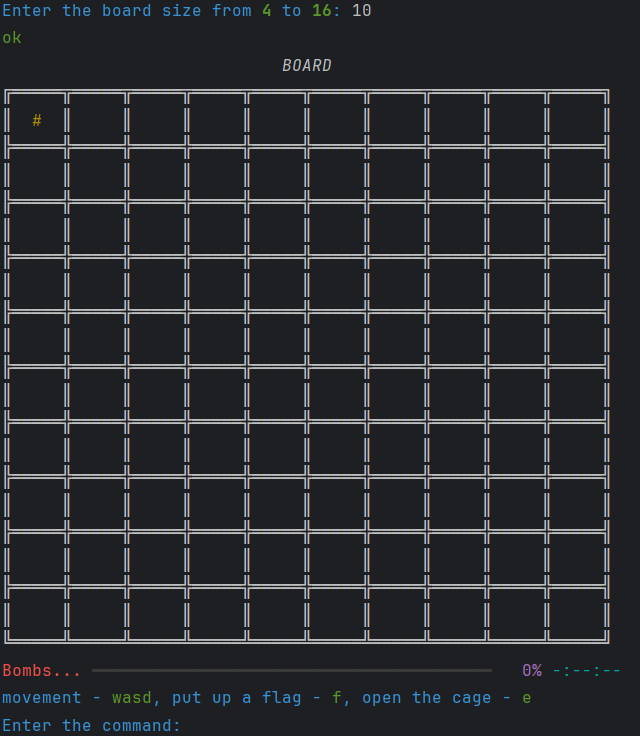 Enter the board size from 4 to 16: 10
ok
BOARD
#
Bombs... 0% -:--:--
movement - wasd, put up a flag - f, open the cage - e
Enter the command: